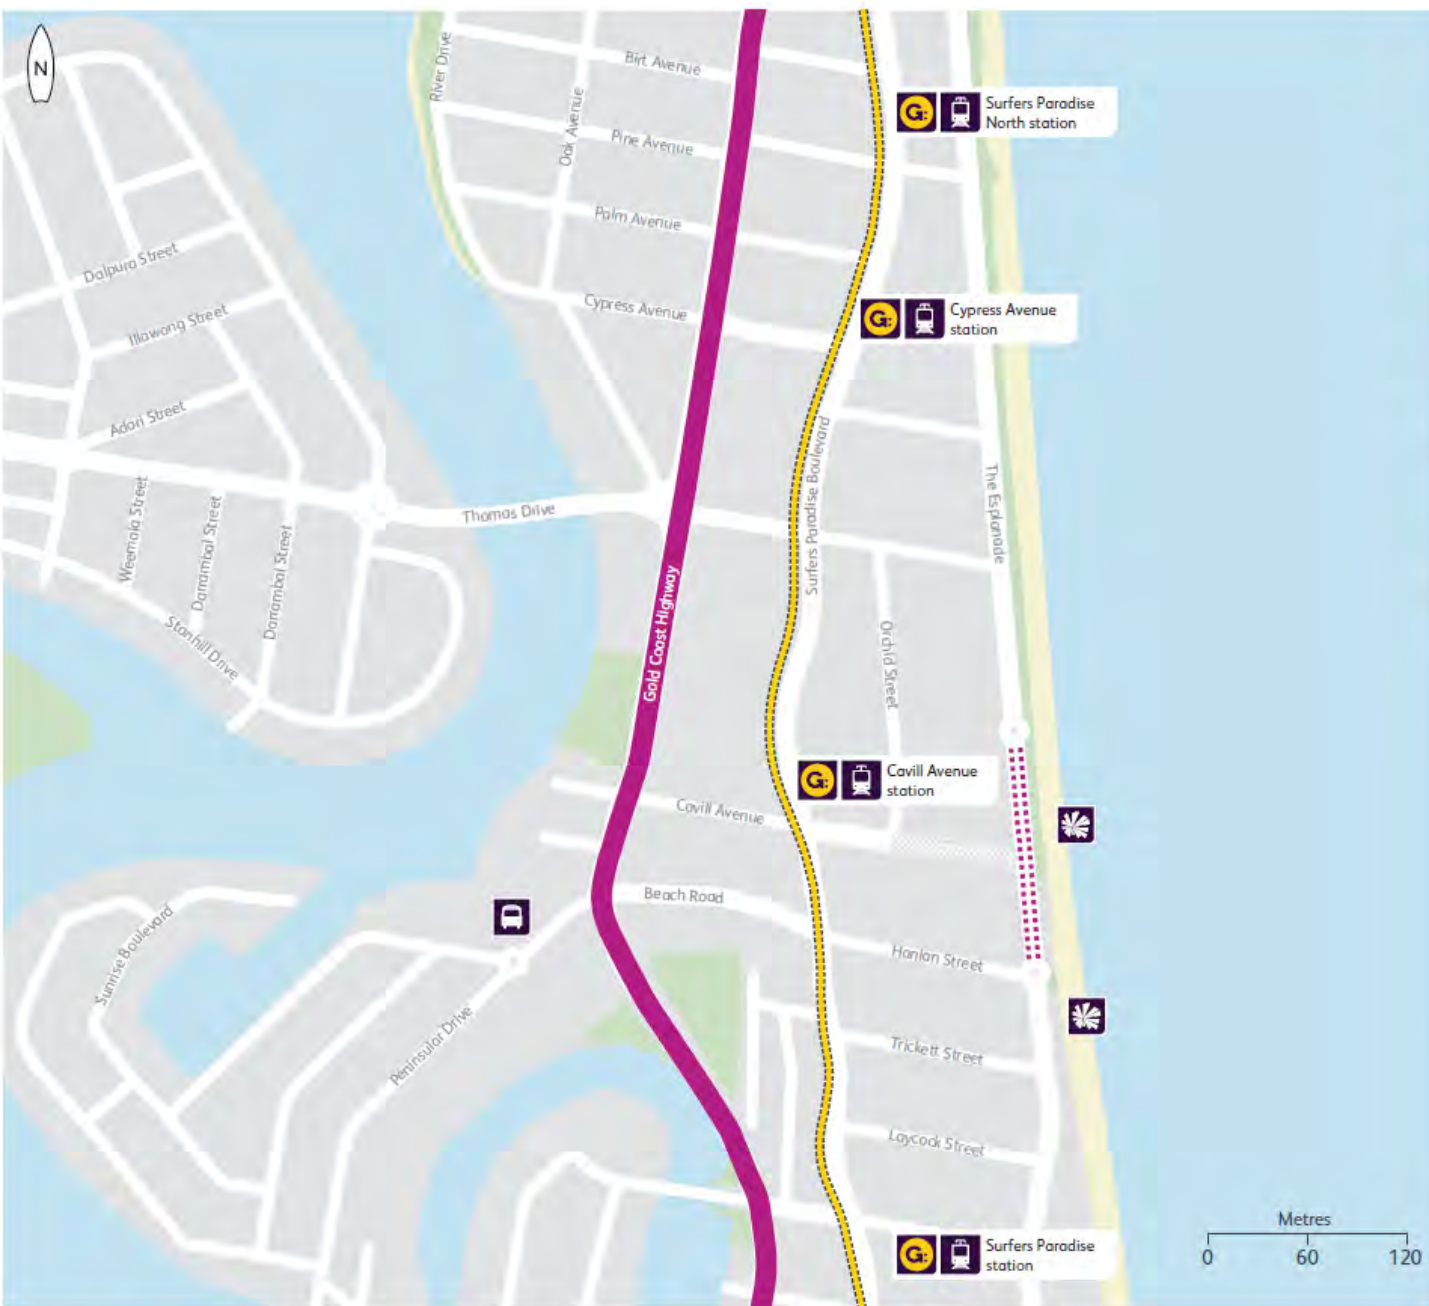 N
River Drive
Birt Avenue
Oak Avenue
Pine Avenue
Palm Avenue
Cypress Avenue
G:
Surfers Paradise
North station
G:
Cypress Avenue
station
Dalpura Street
Illawong Street
Adori Street
Weemala Street
Darrambal Street
Darrambal Street
Stanhill Drive
Thomas Drive
Gold Coast Highway
Surfers Paradise Boulevard
The Esplanade
Orchid Street
G:
Cavill Avenue
station
Cavill Avenue
Beach Road
Hanlan Street
Sunrise Boulevard
Peninsular Drive
Trickett Street
Laycock Street
G:
Surfers Paradise
station
Metres
0 60 120